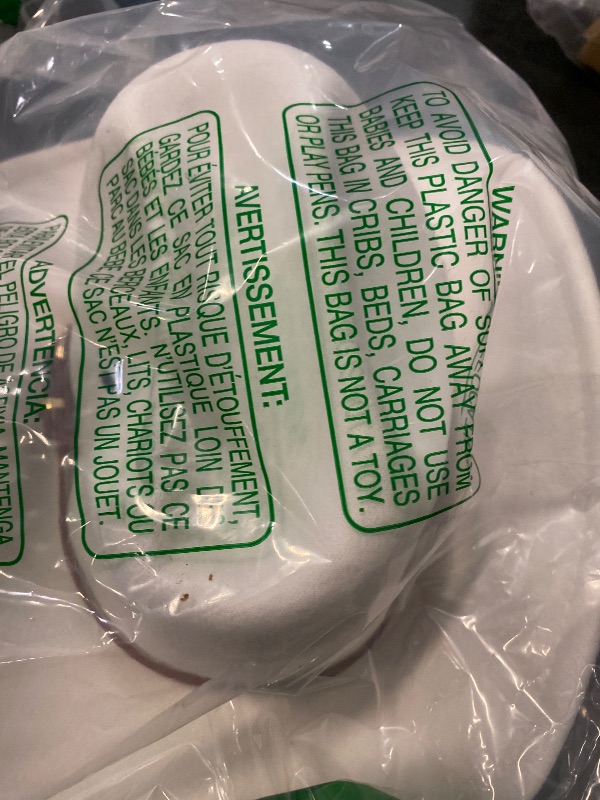 WARN
TO AVOID DANGER OF
KEEP THIS PLASTIC BAG AWAY FROM
BABIES AND CHILDREN, DO NOT USE
THIS BAG IN CRIBS, BEDS, CARRIAGES
OR PLAY PENS. THIS BAG IS NOT A TOY.
AVERTISSEMENT:
POUR ÉVITER TOUT RISQUE D'ÉTOUFFEMENT,
GARDEZ CE SAC EN PLASTIQUE LOIN DES
BÉBÉS ET LES ENFANTS. N'UTILISEZ PAS CE
SAC DANS LES BERCEAUX, LITS, CHARIOTS OU
PARC AU BÉBÉ. CE SAC N'EST PAS UN JOUET.
ADVERTENCIA:
EL PELIGRO DE
MANTENGA